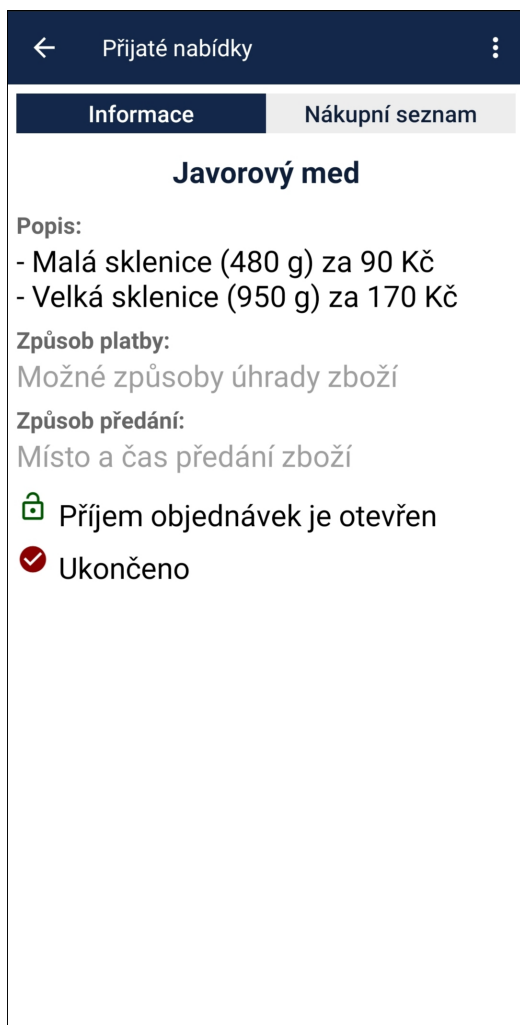 Přijaté nabídky
Informace
Nákupní seznam
Javorový med
Popis:
- Malá sklenice (480 g) za 90 Kč
- Velká sklenice (950 g) za 170 Kč
Způsob platby:
Možné způsoby úhrady zboží
Způsob předání:
Místo a čas předání zboží
Příjem objednávek je otevřen
Ukončeno